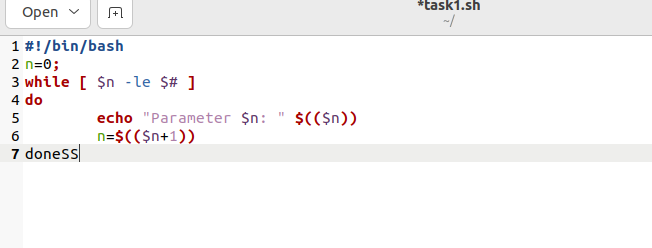 Open
*task1.sh
~/
1 #!/bin/bash
2 n=0;
3 while [ $n -le $# ]
4 do
5 echo "Parameter $n: " $(($n))
6 n=$(($n+1))
7 doneSS